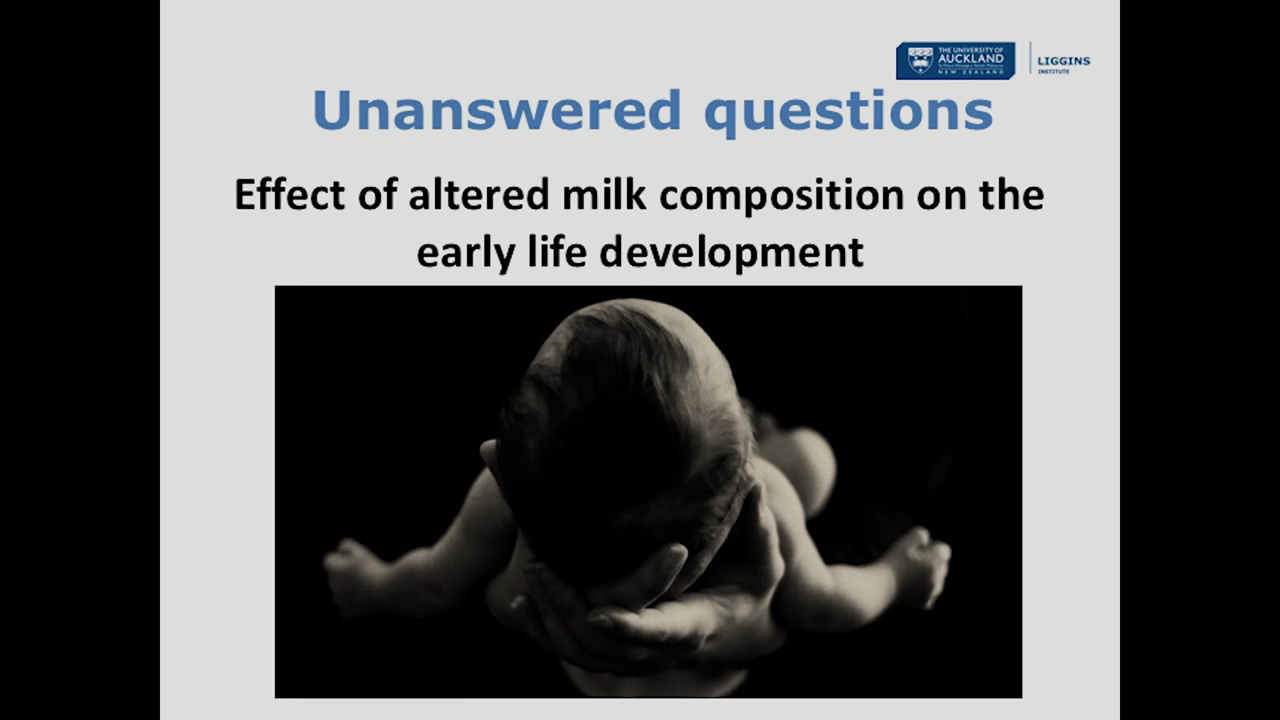 THE UNIVERSITY OF
AUCKLAND
NEW ZEALAND
LIGGINS
INSTITUTE
Unanswered questions
Effect of altered milk composition on the
early life development